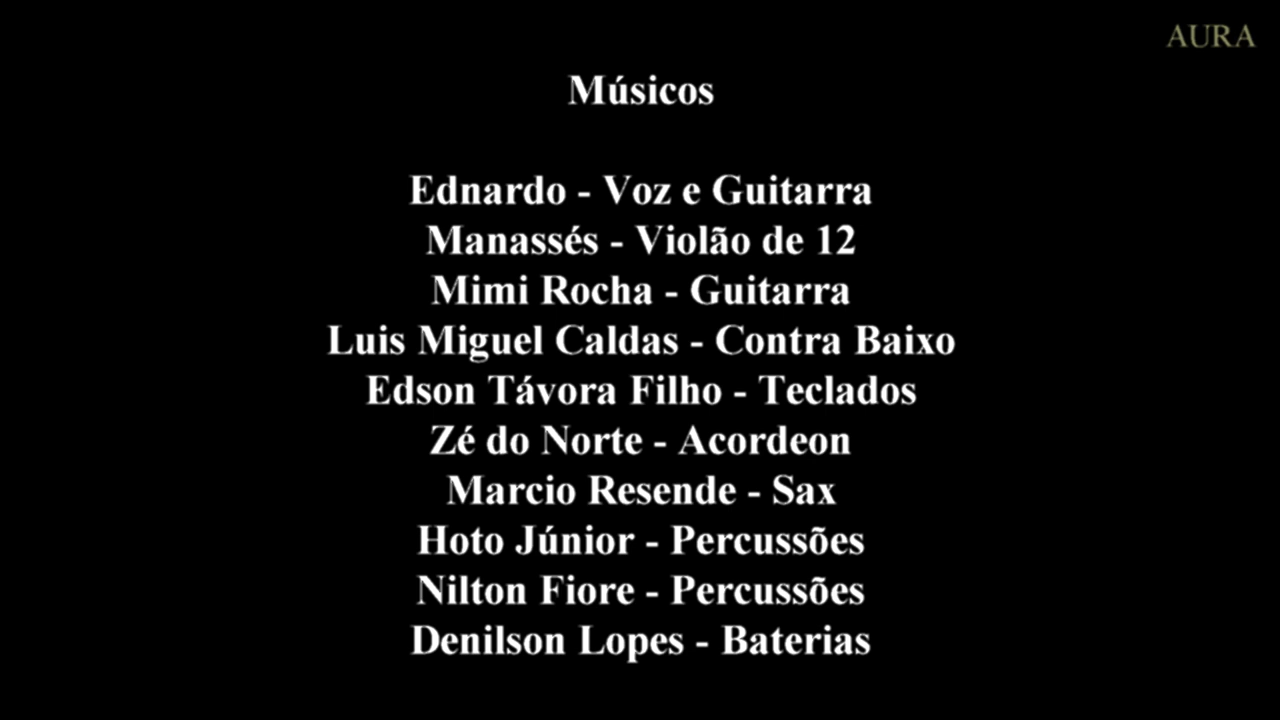 AURA
Músicos
Ednardo - Voz e Guitarra
Manassés - Violão de 12
Mimi Rocha - Guitarra
Luis Miguel Caldas - Contra Baixo
Edson Távora Filho - Teclados
Zé do Norte - Acordeon
Marcio Resende - Sax
Hoto Júnior - Percussões
Nilton Fiore - Percussões
Denilson Lopes - Baterias